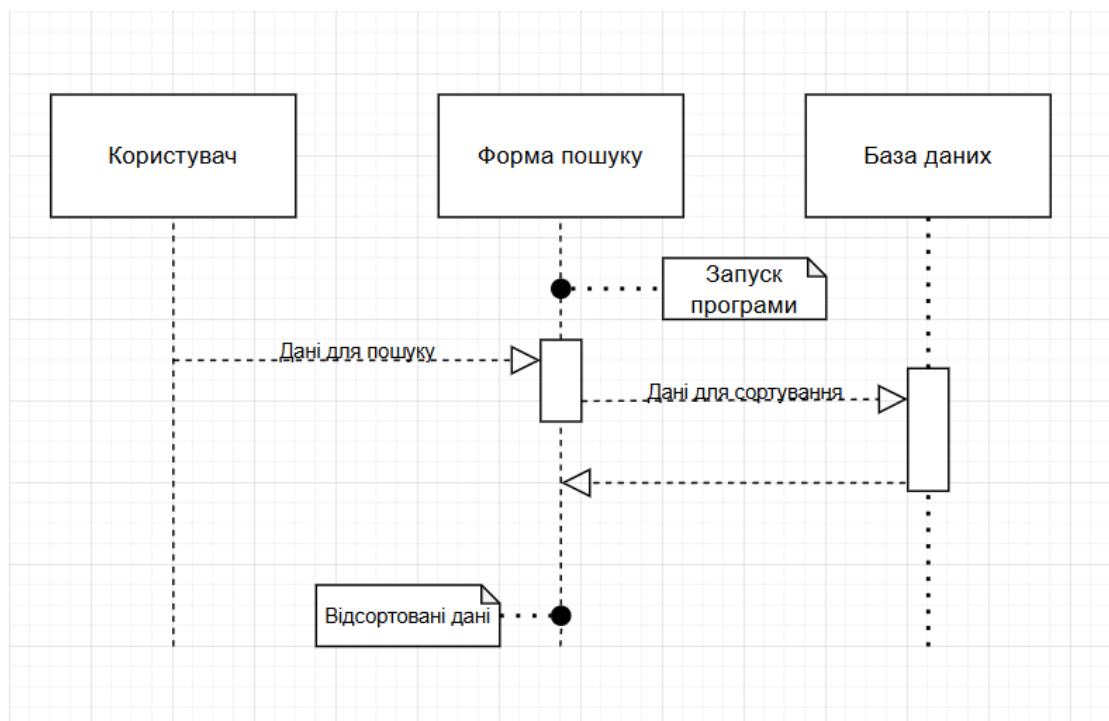 Користувач
Форма пошуку
База даних
Запуск
програми
Дані для пошуку
Дані для сортування
Відсортовані дані